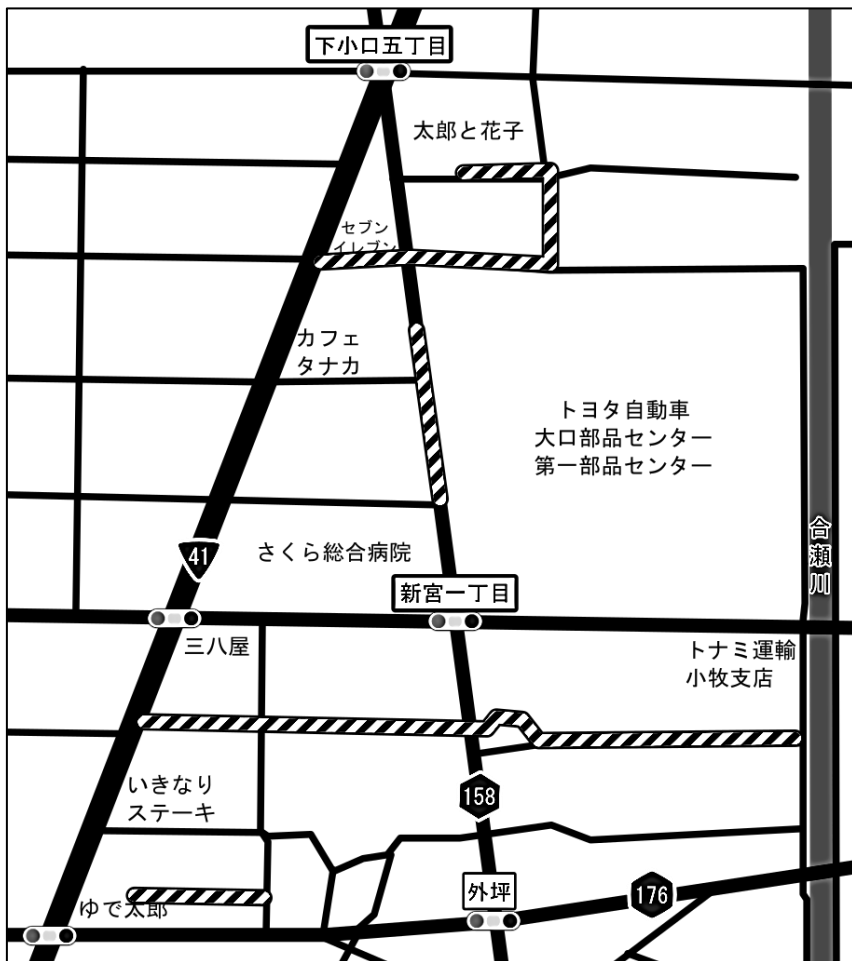 下小口五丁目
太郎と花子
セブン
イレブン
カフェ
タナカ
トヨタ自動車
大口部品センター
第一部品センター
合瀬川
41
さくら総合病院
新宮一丁目
三八屋
トナミ運輸
小牧支店
いきなり
ステーキ
158
外坪
176
ゆで太郎